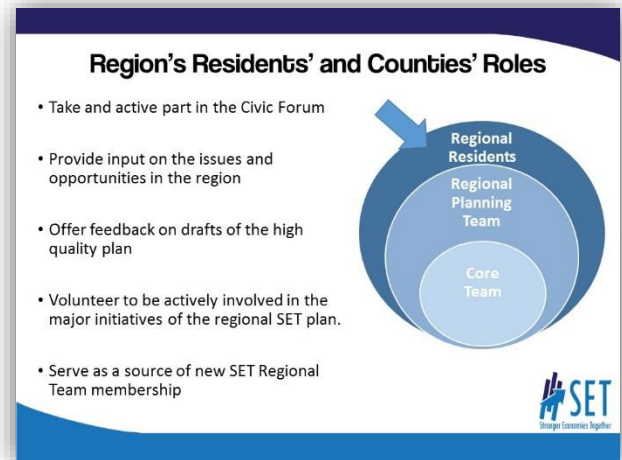 Region's Residents' and Counties' Roles
• Take and active part in the Civic Forum
• Provide input on the issues and
opportunities in the region
• Offer feedback on drafts of the high
quality plan
• Volunteer to be actively involved in the
major initiatives of the regional SET plan.
• Serve as a source of new SET Regional
Team membership
Regional
Residents
Regional
Planning
Team
Core
Team
SET
Stronger Economies Together